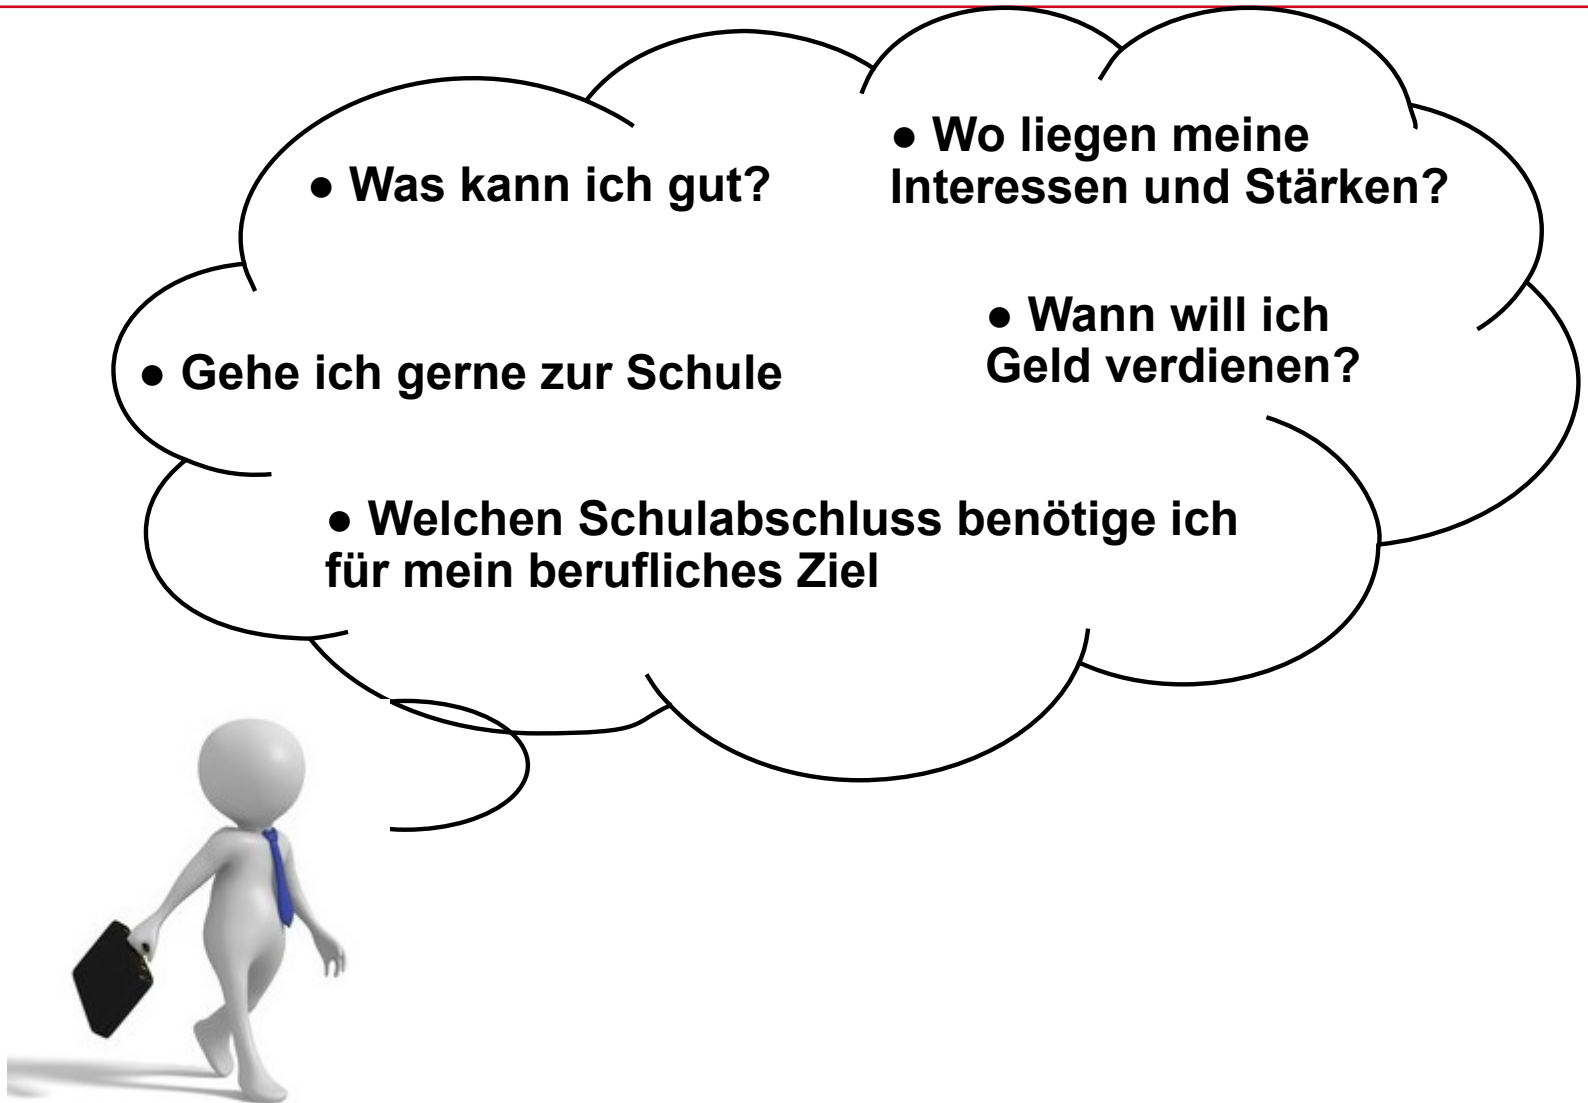 ● Was kann ich gut?
● Wo liegen meine
Interessen und Stärken?
● Wann will ich
Geld verdienen?
● Gehe ich gerne zur Schule
● Welchen Schulabschluss benötige ich
für mein berufliches Ziel